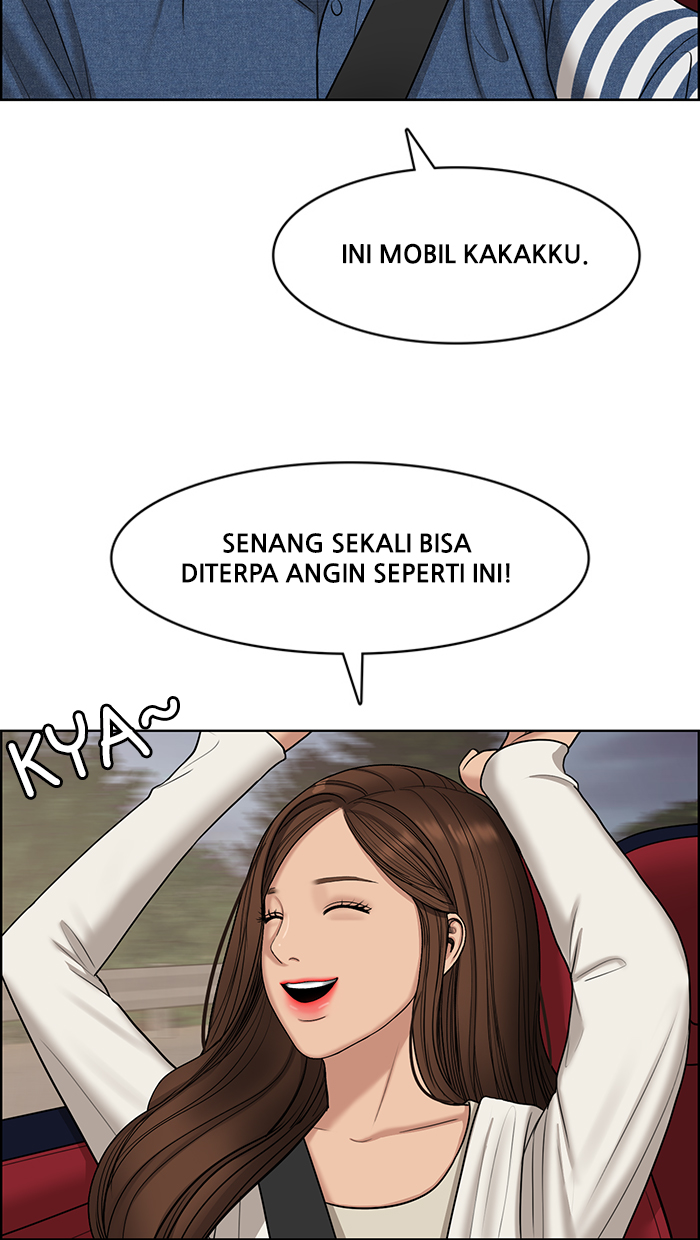 INI MOBIL KAKAKKU.
SENANG SEKALI BISA
DITERPA ANGIN SEPERTI INI!
KYA~